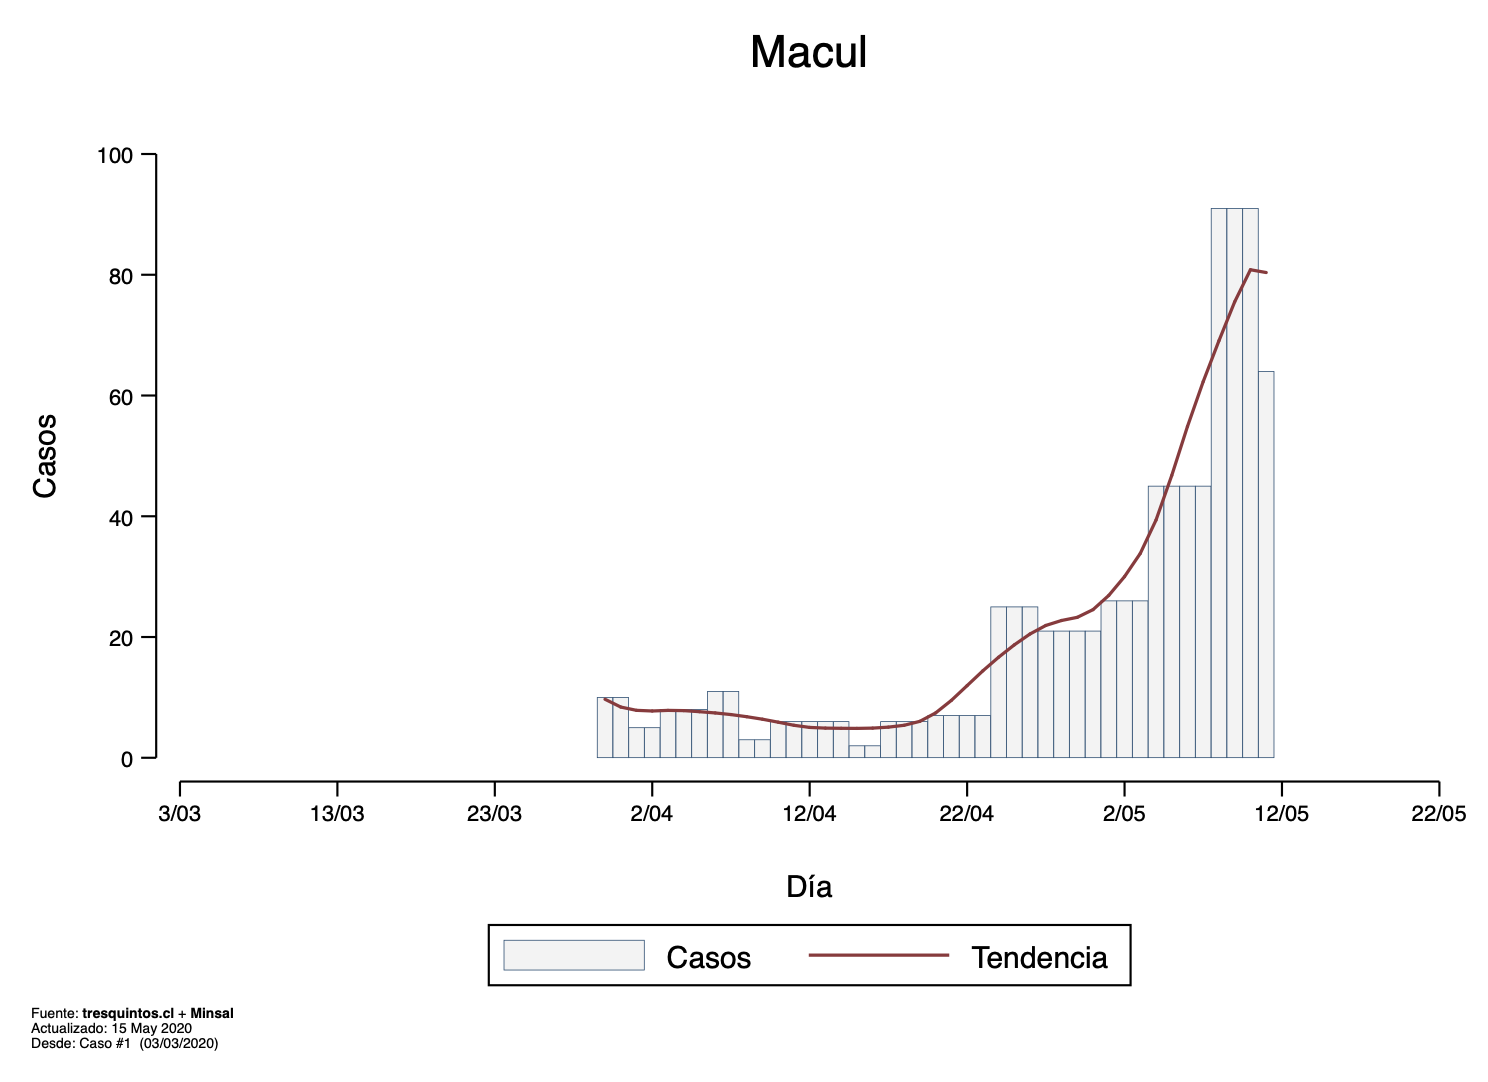 Macul
100
80
60
40
20
0
Casos
3/03 13/03 23/03 2/04 12/04 22/04 2/05 12/05 22/05
Día
Casos Tendencia
Fuente: tresquintos.cl + Minsal
Actualizado: 15 May 2020
Desde: Caso #1 (03/03/2020)